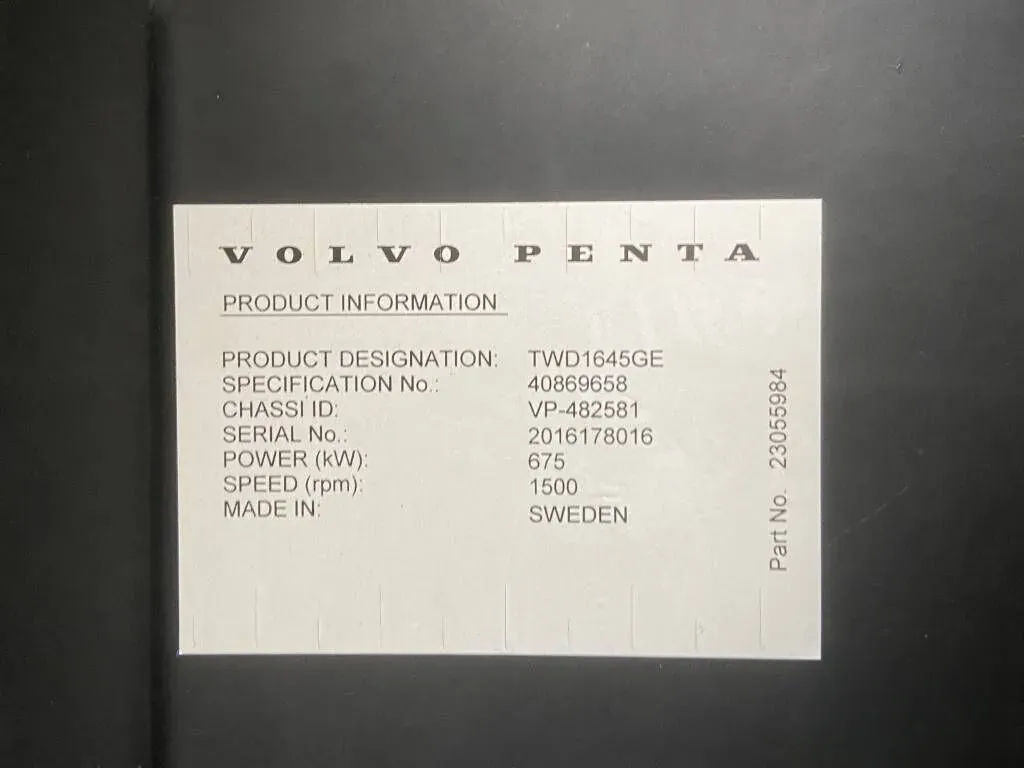 VOLVO PENTA
PRODUCT INFORMATION
PRODUCT DESIGNATION: TWD1645GE
SPECIFICATION No.: 40869658
CHASSI ID: VP-482581
SERIAL No.: 2016178016
POWER (kW): 675
SPEED (rpm): 1500
MADE IN: SWEDEN
Part No. 23055984